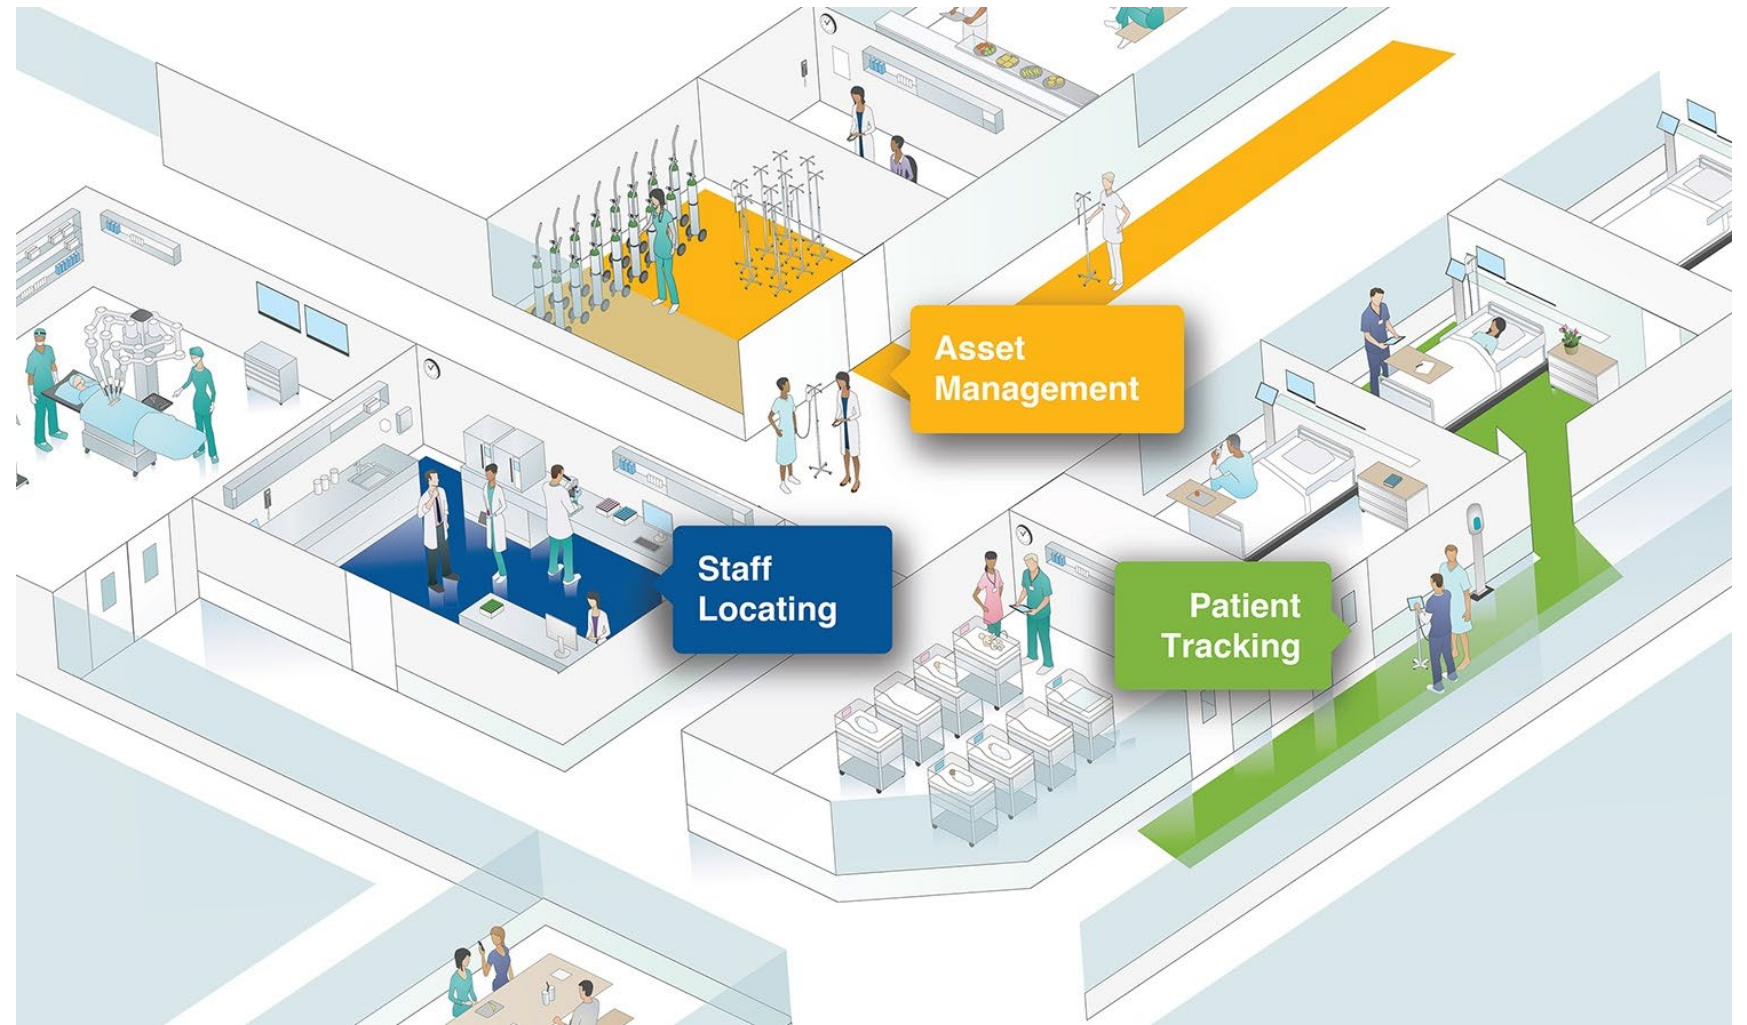 Asset
Management
Staff
Locating
Patient
Tracking